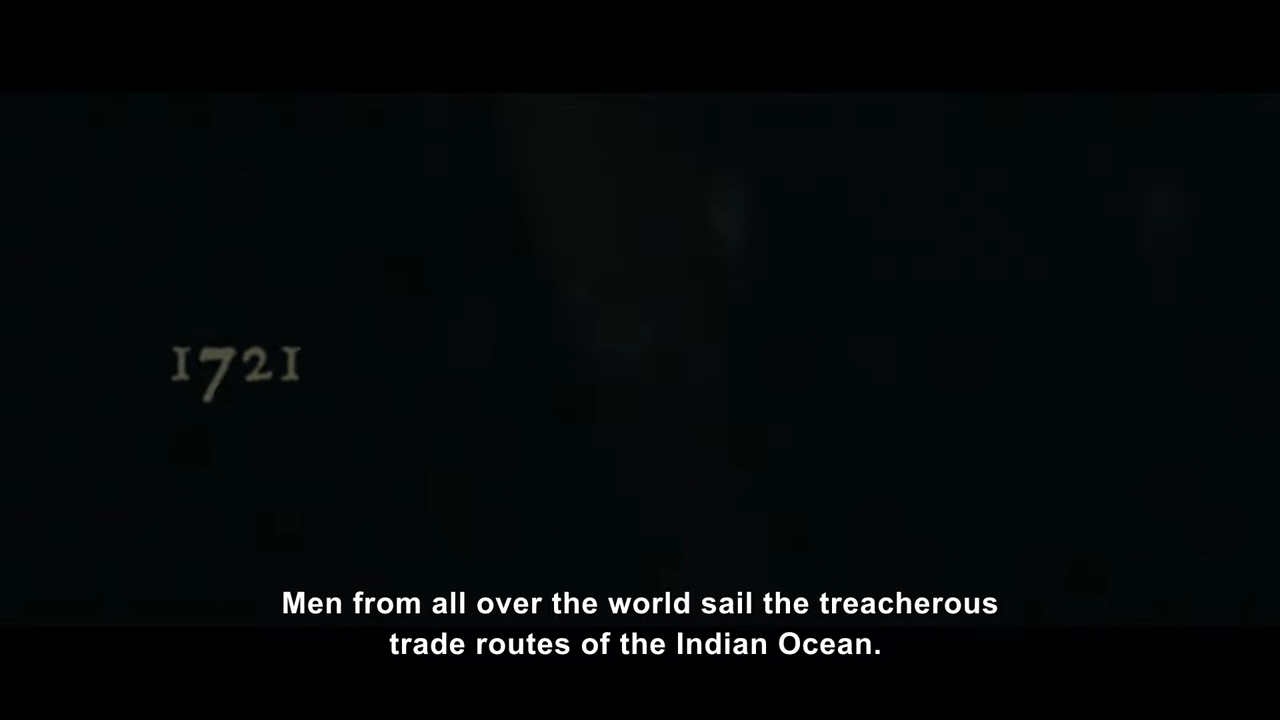 1721
Men from all over the world sail the treacherous
trade routes of the Indian Ocean.